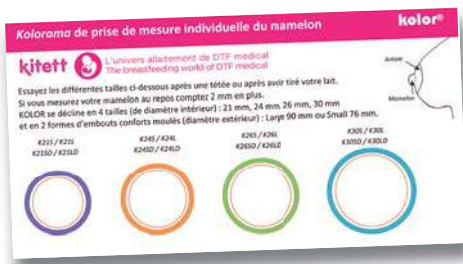 Kolorama de prise de mesure individuelle du mamelon
kolor®
kitett
L'univers allaitement de DTF medical
The breastfeeding world of DTF medical
Aréole
Mamelon
Essayez les différentes tailles ci-dessous après une tétée ou après avoir tiré votre lait.
Si vous mesurez votre mamelon au repos comptez 2 mm en plus.
KOLOR se décline en 4 tailles (de diamètre intérieur) : 21 mm, 24 mm, 26 mm, 30 mm
et en 2 formes d'embouts conforts moulés (diamètre extérieur) : Large 90 mm ou Small 76 mm.
K21S / K21L
K21SD / K21LD
K24S / K24L
K24SD / K24LD
K26S / K26L
K26SD / K26LD
K30S / K30L
K30SD / K30LD